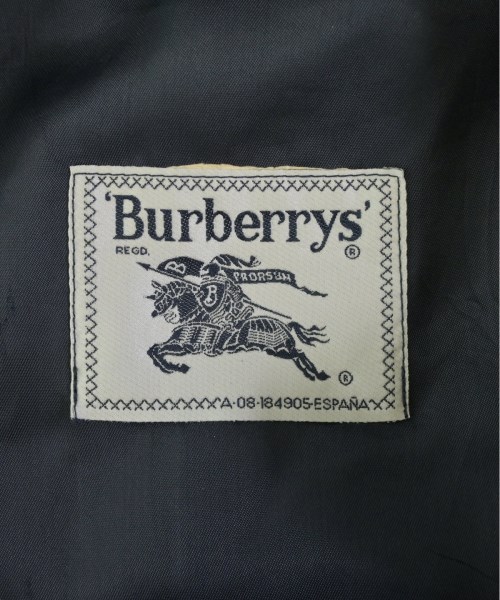 'Burberrys'
REGD. ®
B PRORSUM
B
®
A-08-184905-ESPAÑA